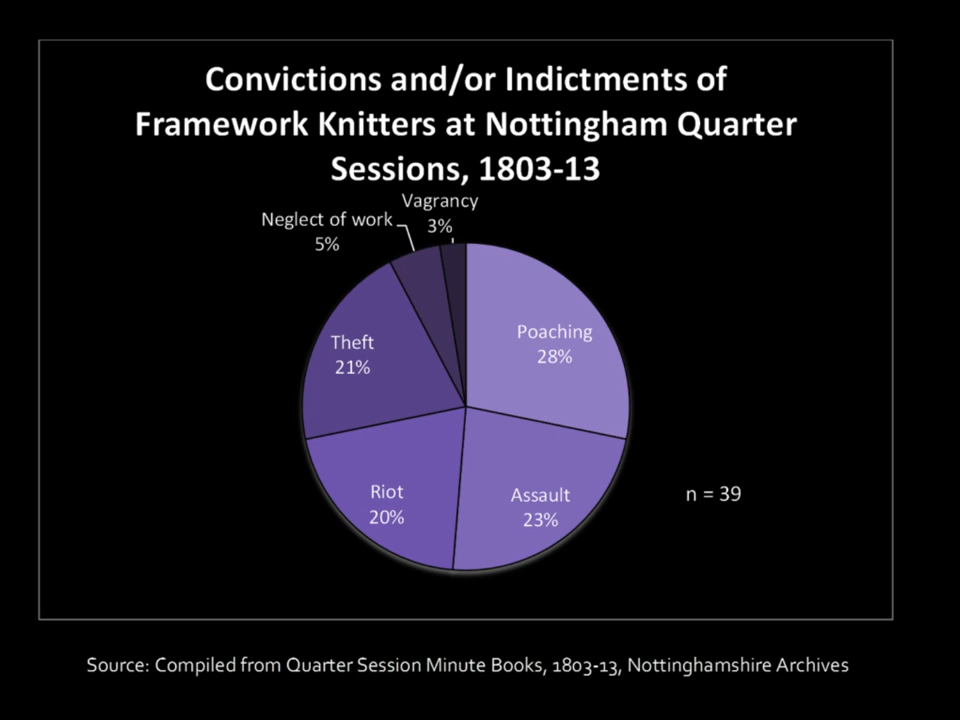 Convictions and/or Indictments of
Framework Knitters at Nottingham Quarter
Sessions, 1803-13
Vagrancy
3%
Neglect of work
5%
Poaching
28%
Theft
21%
Riot
20%
Assault
23%
n = 39
Source: Compiled from Quarter Session Minute Books, 1803-13, Nottinghamshire Archives